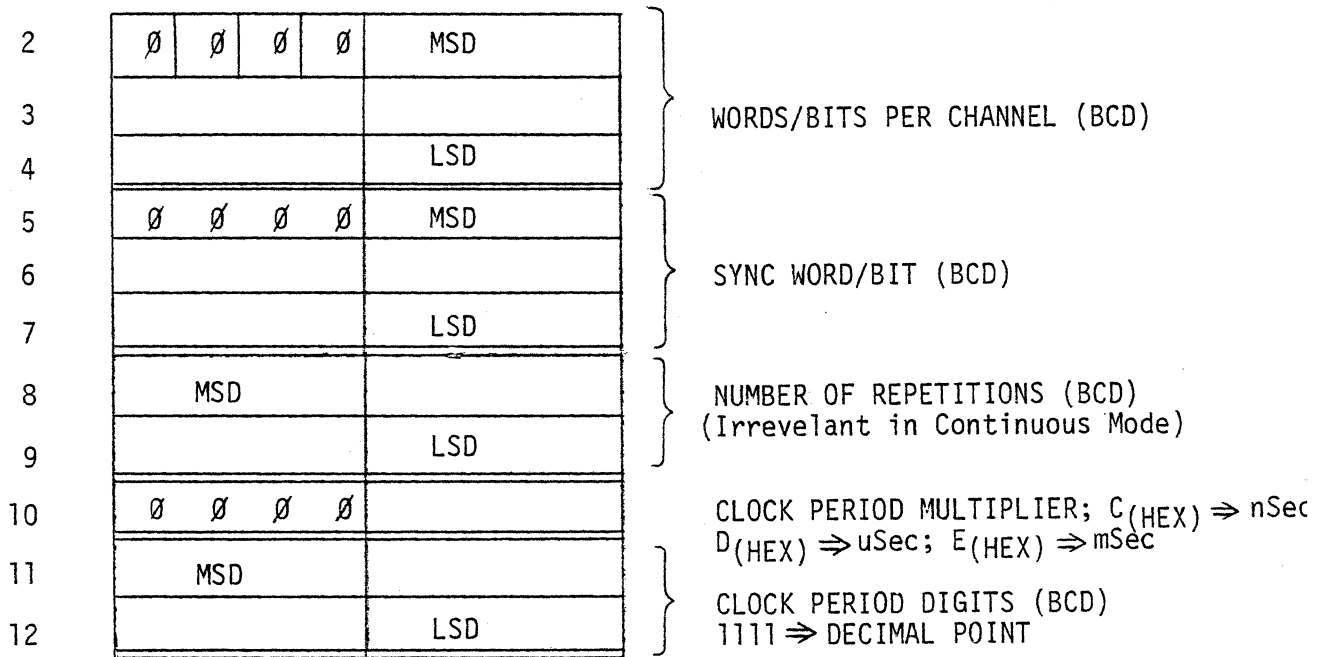 2 Ø Ø Ø Ø MSD
3
WORDS/BITS PER CHANNEL (BCD)
4 LSD
5 Ø Ø Ø Ø MSD
6
SYNC WORD/BIT (BCD)
7 LSD
8 MSD
NUMBER OF REPETITIONS (BCD)
(Irrevelant in Continuous Mode)
9 LSD
10 Ø Ø Ø Ø
CLOCK PERIOD MULTIPLIER; C(HEX) ⇒ nSec
D(HEX) ⇒ uSec; E(HEX) ⇒ mSec
11 MSD
CLOCK PERIOD DIGITS (BCD)
12 LSD
1111 ⇒ DECIMAL POINT